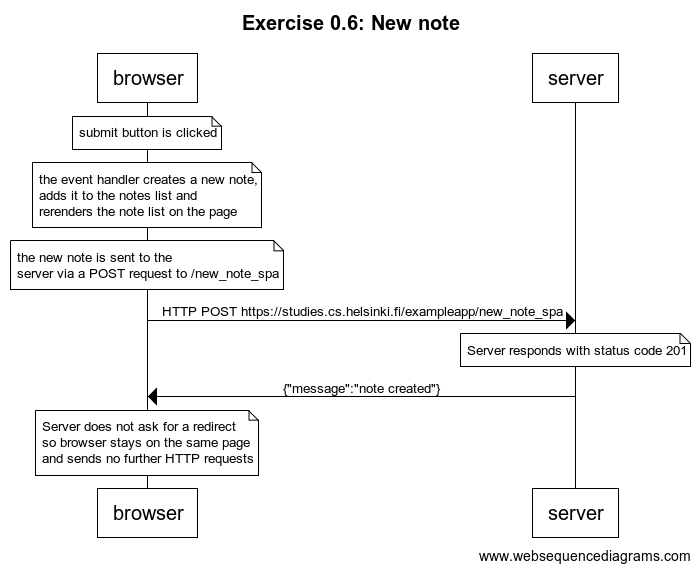 Exercise 0.6: New note
browser
server
submit button is clicked
the event handler creates a new note,
adds it to the notes list and
rerenders the note list on the page
the new note is sent to the
server via a POST request to /new_note_spa
HTTP POST https://studies.cs.helsinki.fi/exampleapp/new_note_spa
Server responds with status code 201
{"message":"note created"}
Server does not ask for a redirect
so browser stays on the same page
and sends no further HTTP requests
browser
server
www.websequencediagrams.com